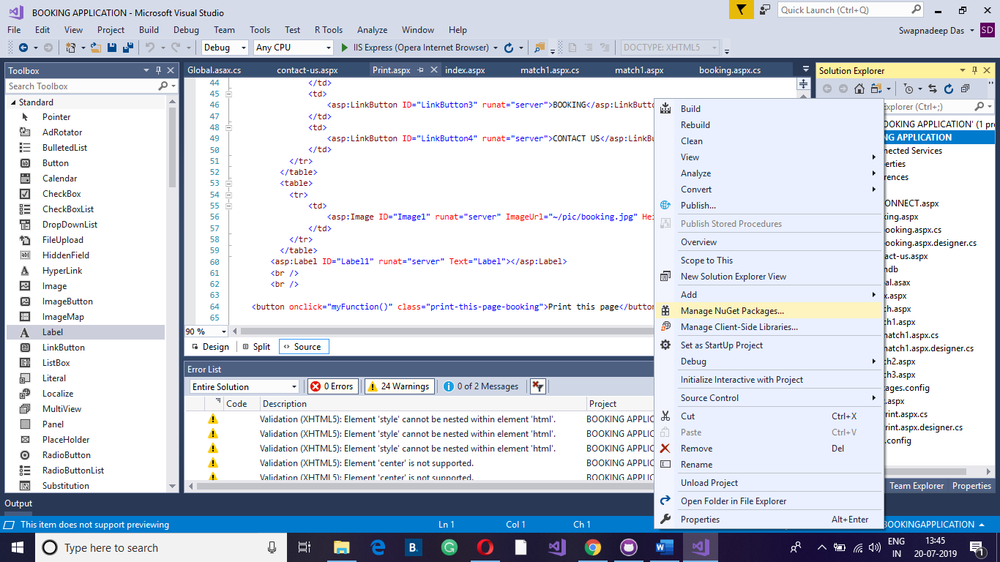 BOOKING APPLICATION - Microsoft Visual Studio
Quick Launch (Ctrl+Q)
File Edit View Project Build Debug Team Tools Test R Tools Analyze Window Help
Swapnadeep Das SD
Debug Any CPU IIS Express (Opera Internet Browser) DOCTYPE: XHTML5
Toolbox
Search Toolbox
Standard
Pointer
AdRotator
BulletedList
Button
Calendar
CheckBox
CheckBoxList
DropDownList
FileUpload
HiddenField
HyperLink
Image
ImageButton
ImageMap
Label
LinkButton
ListBox
Literal
Localize
MultiView
Panel
PlaceHolder
RadioButton
RadioButtonList
Substitution
Global.asax.cs contact-us.aspx Print.aspx index.aspx match1.aspx.cs match1.aspx booking.aspx.cs
44 </td>
45 <td>
46 <asp:LinkButton ID="LinkButton3" runat="server">BOOKING</asp:LinkButto
47 </td>
48 <td>
49 <asp:LinkButton ID="LinkButton4" runat="server">CONTACT US</asp:LinkBu
50 </td>
51 </tr>
52 </table>
53 <table>
54 <tr>
55 <td>
56 <asp:Image ID="Image1" runat="server" ImageUrl="~/pic/booking.jpg" Hei
57 </td>
58 </tr>
59 </table>
60 <asp:Label ID="Label1" runat="server" Text="Label"></asp:Label>
61 <br />
62 <br />
63
64 <button onclick="myFunction()" class="print-this-page-booking">Print this page</button
65
90 %
Design Split Source
Error List
Entire Solution 0 Errors 24 Warnings 0 of 2 Messages
Code Description Project
Validation (XHTML5): Element 'style' cannot be nested within element 'html'. BOOKING APPLIC
Validation (XHTML5): Element 'style' cannot be nested within element 'html'. BOOKING APPLIC
Validation (XHTML5): Element 'style' cannot be nested within element 'html'. BOOKING APPLIC
Validation (XHTML5): Element 'center' is not supported. BOOKING APPLIC
Validation (XHTML5): Element 'center' is not supported. BOOKING APPLIC
Build
Rebuild
Clean
View
Analyze
Convert
Publish...
Publish Stored Procedures
Overview
Scope to This
New Solution Explorer View
Add
Manage NuGet Packages...
Manage Client-Side Libraries...
Set as StartUp Project
Debug
Initialize Interactive with Project
Source Control
Cut Ctrl+X
Paste Ctrl+V
Remove Del
Rename
Unload Project
Open Folder in File Explorer
Properties Alt+Enter
Solution Explorer
Explorer (Ctrl+;)
OOKING APPLICATION' (1 pro
NG APPLICATION
nected Services
erties
rences
ONNECT.aspx
king.aspx
ooking.aspx.cs
ooking.aspx.designer.cs
tact-us.aspx
ndb
al.asax
x.aspx
ch1.aspx
match1.aspx.cs
match1.aspx.designer.cs
ch2.aspx
ch3.aspx
ages.config
t.aspx
rint.aspx.cs
rint.aspx.designer.cs
.config
Team Explorer Properties
Output
This item does not support previewing Ln 1 Col 1 Ch 1 BOOKINGAPPLICATION
Type here to search
ENG
IN
13:45
20-07-2019
1